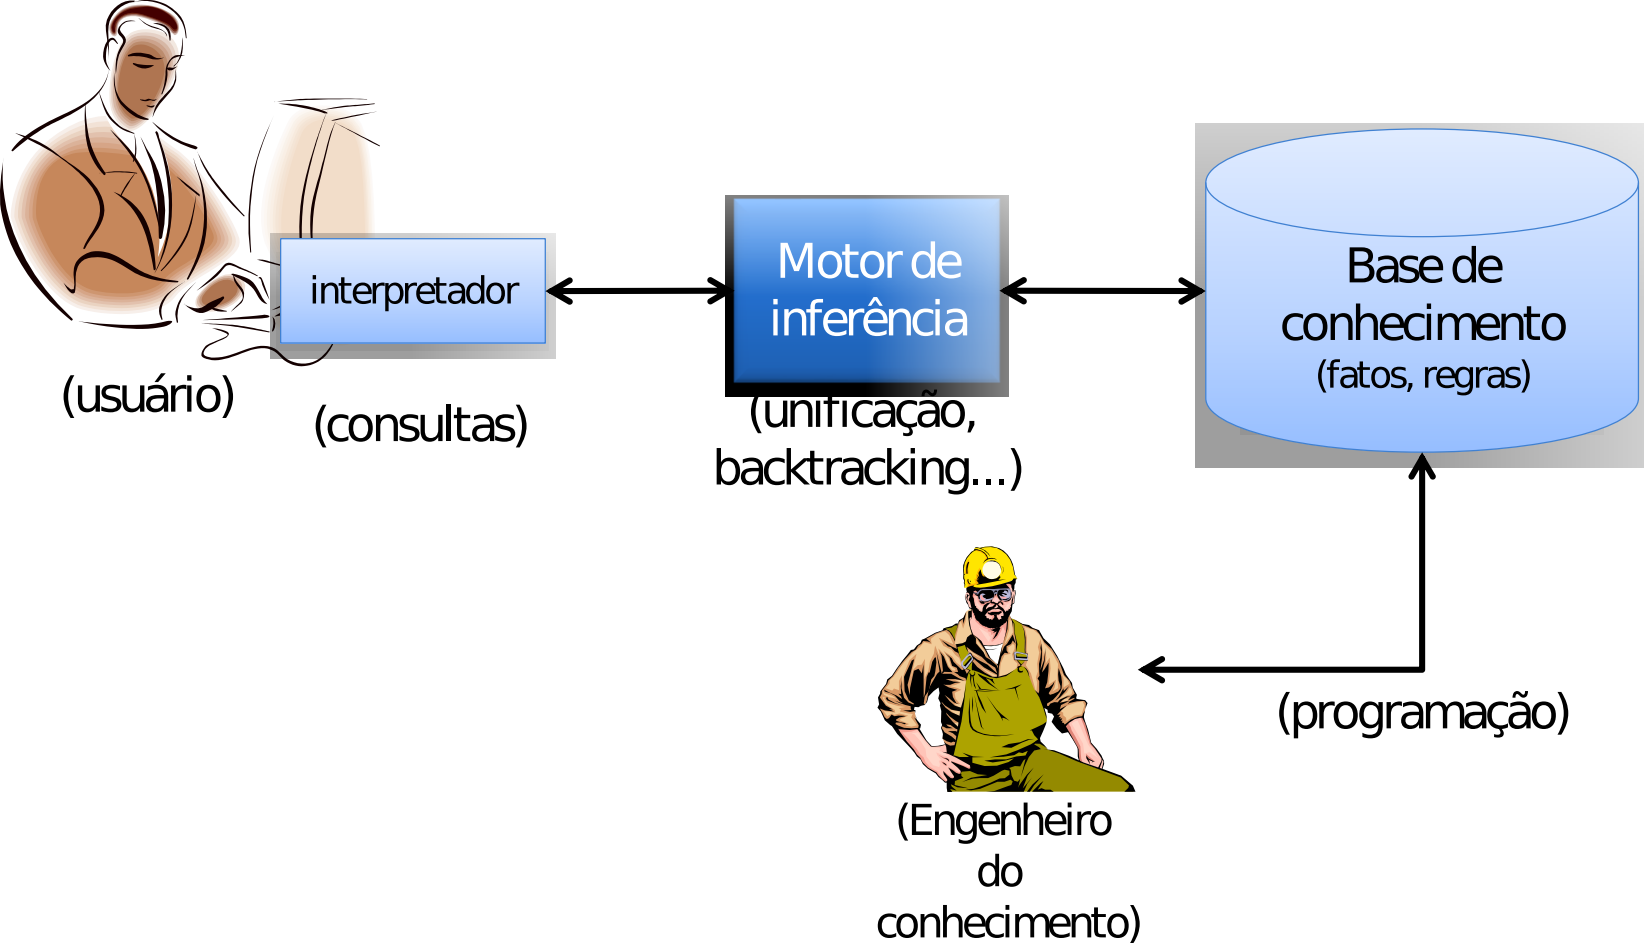 interpretador
(usuário)
(consultas)
Motor de
inferência
(unificação,
backtracking...)
Base de
conhecimento
(fatos, regras)
(programação)
(Engenheiro
do
conhecimento)